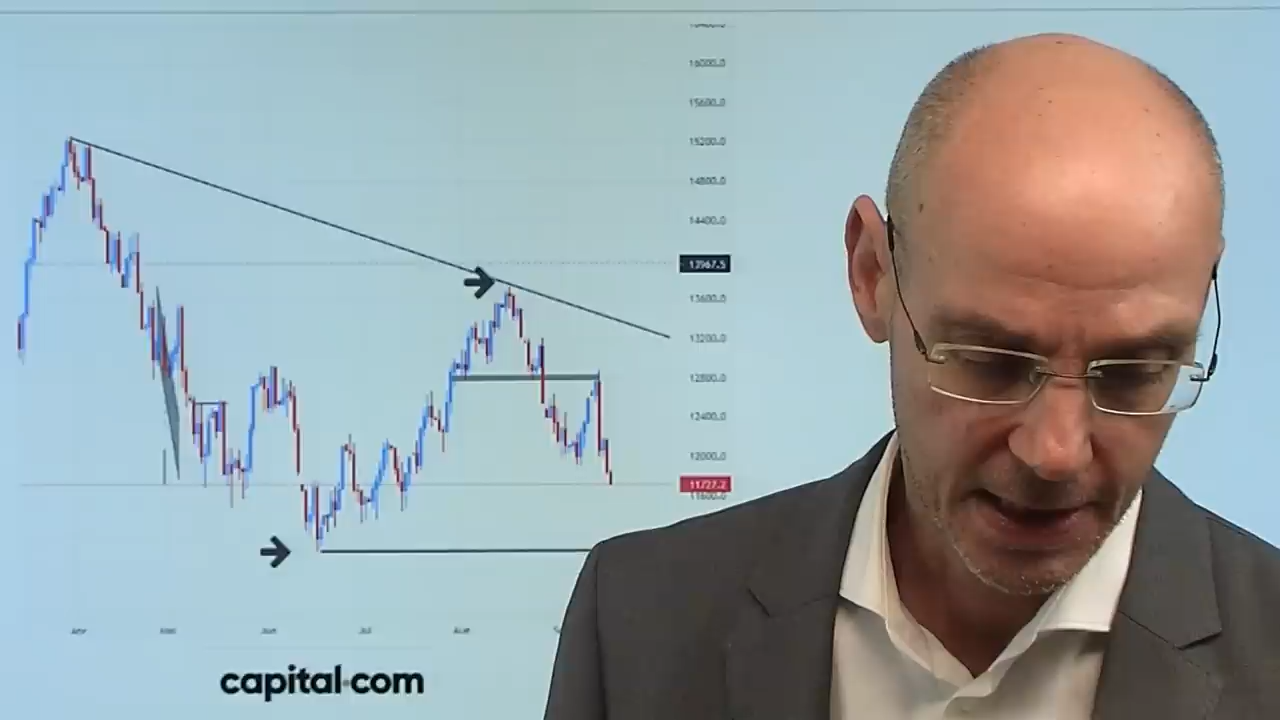 16000.0
15600.0
15200.0
14800.0
14400.0
13967.5
13600.0
13200.0
12800.0
12400.0
12000.0
11727.2
11600.0
Apr
Jun
Jul
Aug
capital.com